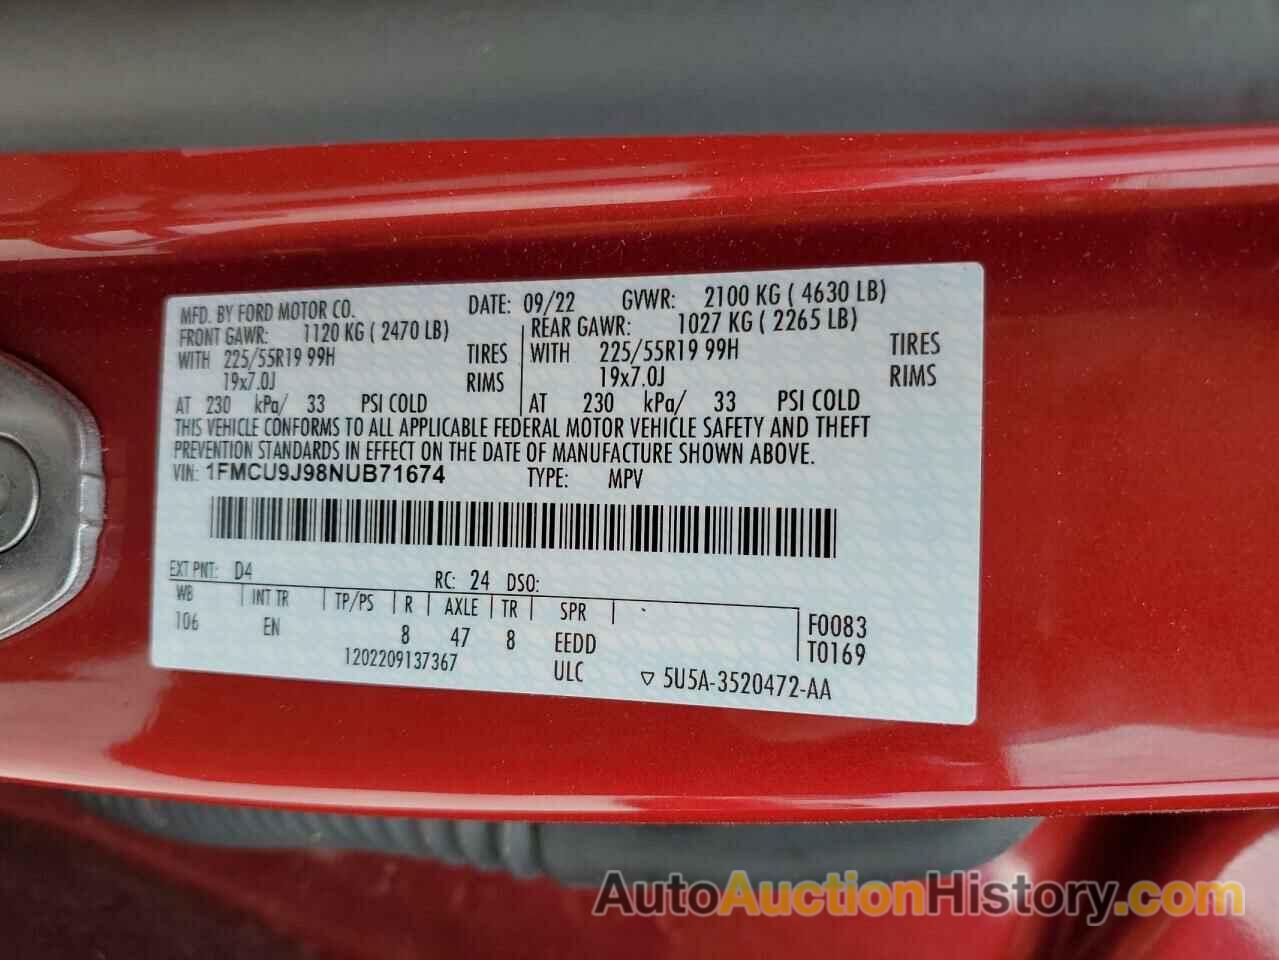 MFD. BY FORD MOTOR CO. DATE: 09/22 GVWR: 2100 KG ( 4630 LB)
FRONT GAWR: 1120 KG ( 2470 LB) REAR GAWR: 1027 KG ( 2265 LB)
WITH 225/55R19 99H TIRES WITH 225/55R19 99H TIRES
19x7.0J RIMS 19x7.0J RIMS
AT 230 kPa/ 33 PSI COLD AT 230 kPa/ 33 PSI COLD
THIS VEHICLE CONFORMS TO ALL APPLICABLE FEDERAL MOTOR VEHICLE SAFETY AND THEFT
PREVENTION STANDARDS IN EFFECT ON THE DATE OF MANUFACTURE SHOWN ABOVE.
VIN: 1FMCU9J98NUB71674 TYPE: MPV
EXT PNT: D4 RC: 24 DSO:
WB INT TR TP/PS R AXLE TR SPR
106 EN 8 47 8 EEDD F0083
1202209137367 ULC T0169
▽ 5U5A-3520472-AA
AutoAuctionHistory.com